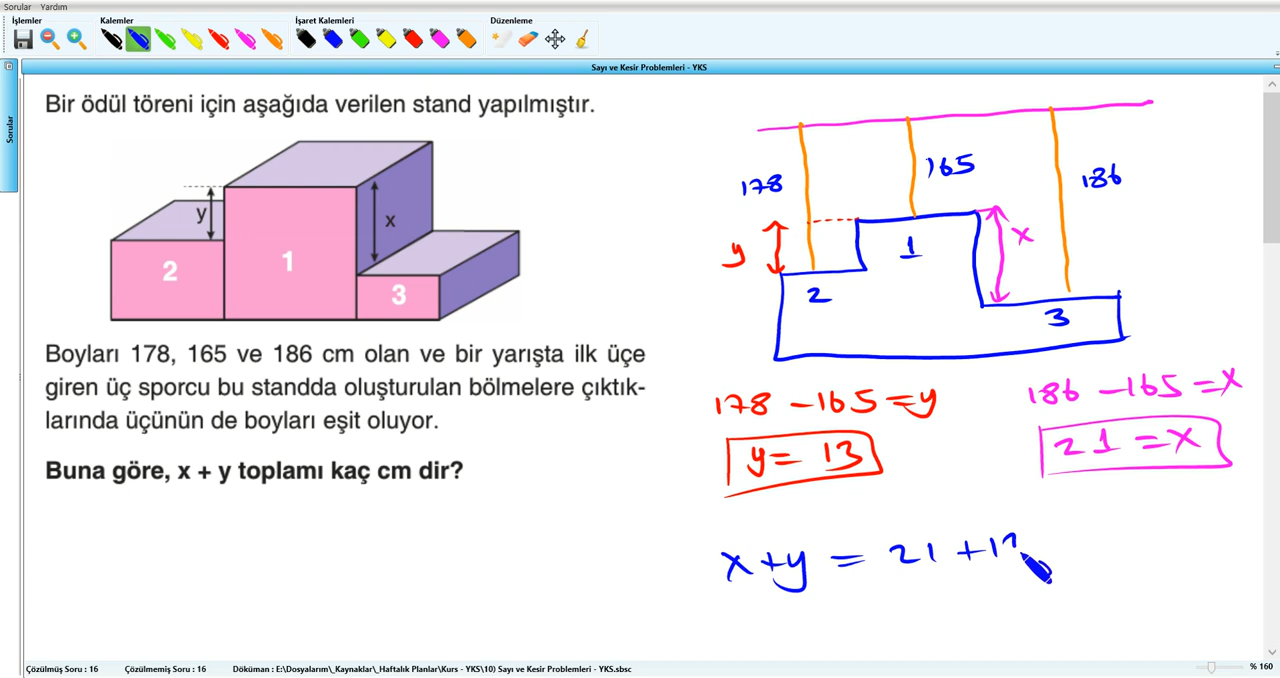 Sorular Yardım
İşlemler Kalemler İşaret Kalemleri Düzenleme
Sayı ve Kesir Problemleri - YKS
Sorular
Bir ödül töreni için aşağıda verilen stand yapılmıştır.
y
x
2
1
3
Boyları 178, 165 ve 186 cm olan ve bir yarışta ilk üçe
giren üç sporcu bu standda oluşturulan bölmelere çıktık-
larında üçünün de boyları eşit oluyor.
Buna göre, x + y toplamı kaç cm dir?
178 165 186
y
x
1
2
3
178 - 165 = y
y = 13
186 - 165 = x
21 = x
x + y = 21 +
Çözülmüş Soru : 16 Çözülmemiş Soru : 16 Döküman : E:\Dosyalarım\_Kaynaklar\_Haftalık Planlar\Kurs - YKS\10) Sayı ve Kesir Problemleri - YKS.sbsc % 160